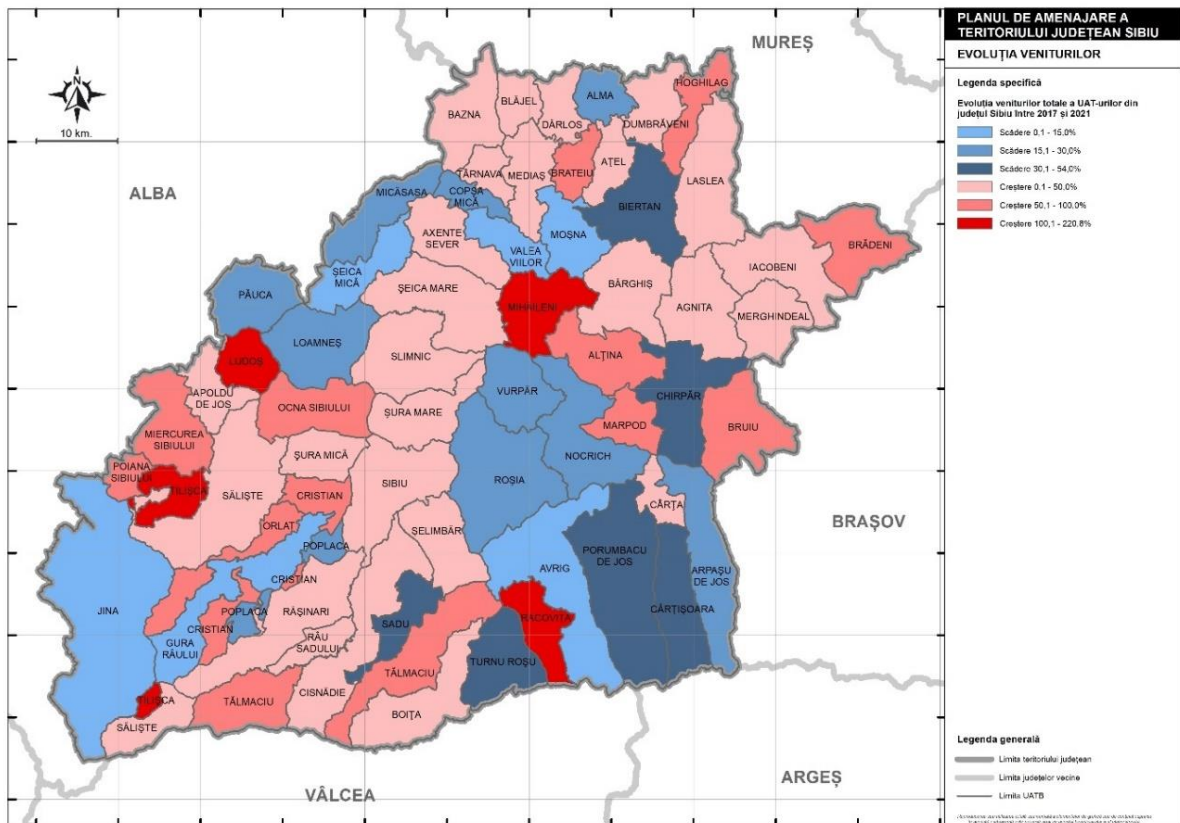 PLANUL DE AMENAJARE A
TERITORIULUI JUDEȚEAN SIBIU
EVOLUȚIA VENITURILOR
Legenda specifică
Evoluția veniturilor totale a UAT-urilor din
județul Sibiu între 2017 și 2021
Scădere 0,1 - 15,0%
Scădere 15,1 - 30,0%
Scădere 30,1 - 54,0%
Creștere 0,1 - 50,0%
Creștere 50,1 - 100,0%
Creștere 100,1 - 220,8%
N
10 km.
MUREȘ
ALBA
BRAȘOV
ARGEȘ
VÂLCEA
HOGHILAG
BLĂJEL
ALMA
BAZNA
DÂRLOS
DUMBRĂVENI
AȚEL
TÂRNAVA
MEDIAȘ
BRATEIU
LASLEA
MICĂSASA
COPȘA
MICĂ
BIERTAN
AXENTE
SEVER
MOȘNA
VALEA
VIILOR
BRĂDENI
IACOBENI
ȘEICA
MICĂ
ȘEICA MARE
BÂRGHIȘ
PĂUCA
MIHAILENI
AGNITA
MERGHINDEAL
LOAMNEȘ
SLIMNIC
LUDOȘ
ALȚINA
APOLDU
DE JOS
VURPĂR
CHIRPĂR
OCNA SIBIULUI
ȘURA MARE
MARPOD
BRUIU
MIERCUREA
SIBIULUI
ȘURA MICĂ
NOCRICH
POIANA
SIBIULUI
SIBIU
ROȘIA
TILIȘCA
SĂLIȘTE
CRISTIAN
CÂRȚA
ORLAT
ȘELIMBĂR
POPLACA
PORUMBACU
DE JOS
AVRIG
ARPAȘU
DE JOS
CRISTIAN
JINA
RĂȘINARI
CÂRȚIȘOARA
POPLACA
RACOVIȚA
SADU
CRISTIAN
GURA
RÂULUI
RÂU
SADULUI
TURNU ROȘU
TĂLMACIU
CISNĂDIE
TILIȘCA
TĂLMACIU
BOIȚA
SĂLIȘTE
Legenda generală
Limita teritoriului județean
Limita județelor vecine
Limita UATB